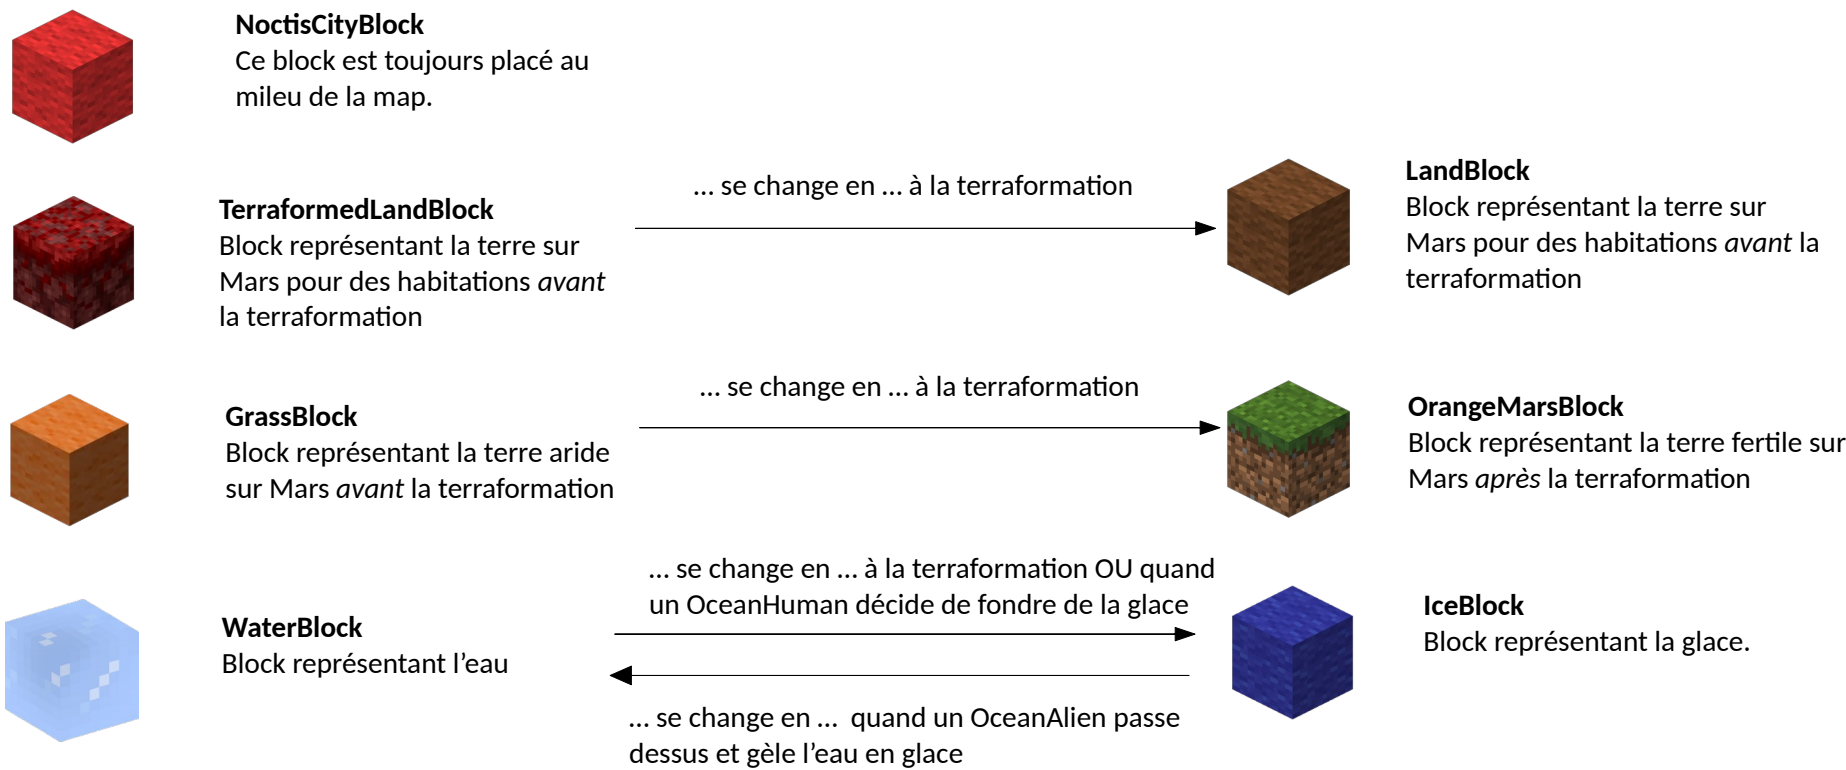 NoctisCityBlock
Ce block est toujours placé au
mileu de la map.
TerraformedLandBlock
Block représentant la terre sur
Mars pour des habitations avant
la terraformation
... se change en ... à la terraformation
LandBlock
Block représentant la terre sur
Mars pour des habitations avant la
terraformation
GrassBlock
Block représentant la terre aride
sur Mars avant la terraformation
... se change en ... à la terraformation
OrangeMarsBlock
Block représentant la terre fertile sur
Mars après la terraformation
WaterBlock
Block représentant l’eau
... se change en ... à la terraformation OU quand
un OceanHuman décide de fondre de la glace
... se change en ... quand un OceanAlien passe
dessus et gèle l’eau en glace
IceBlock
Block représentant la glace.